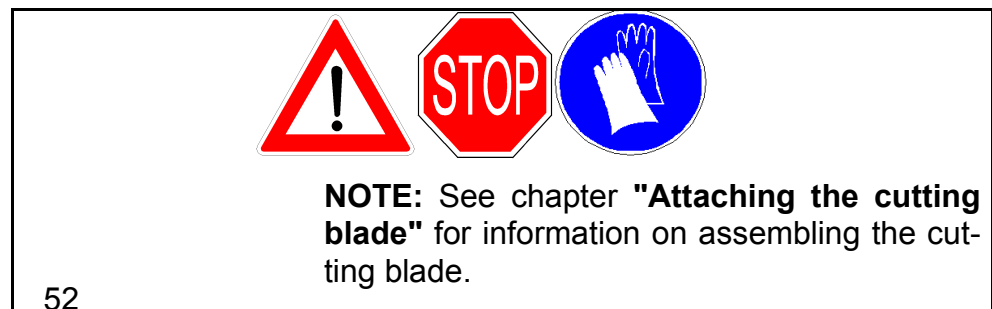 STOP
NOTE: See chapter "Attaching the cutting
blade" for information on assembling the cut-
ting blade.
52